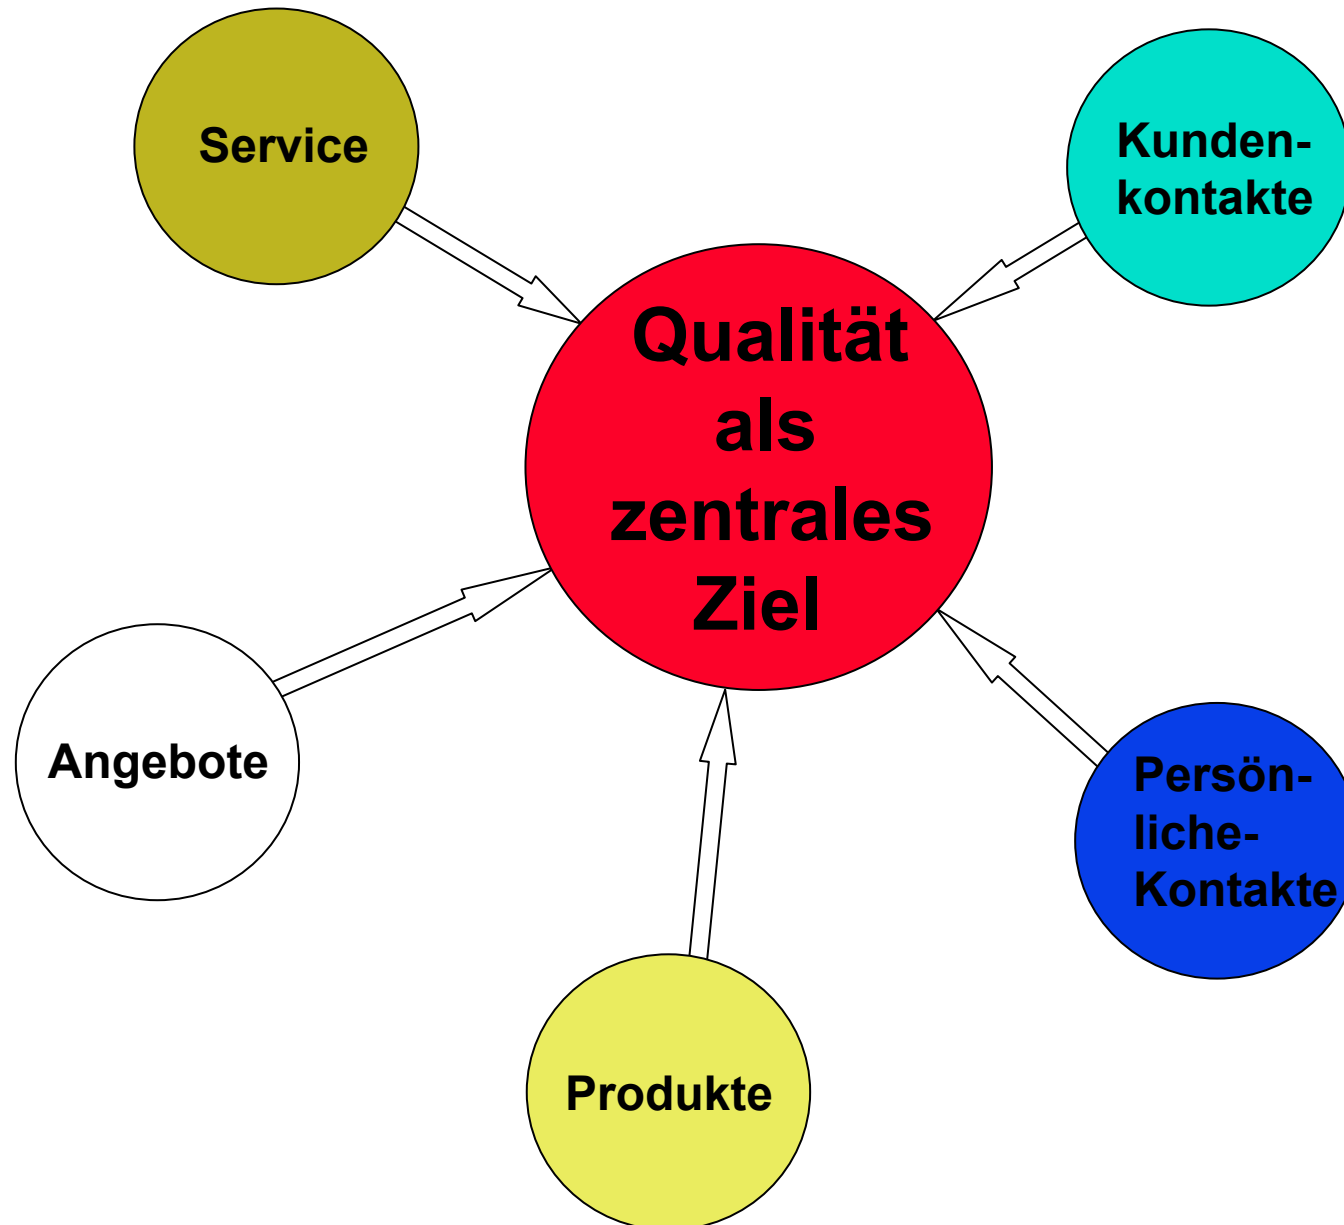 Service
Kunden-
kontakte
Qualität
als
zentrales
Ziel
Angebote
Persön-
liche-
Kontakte
Produkte